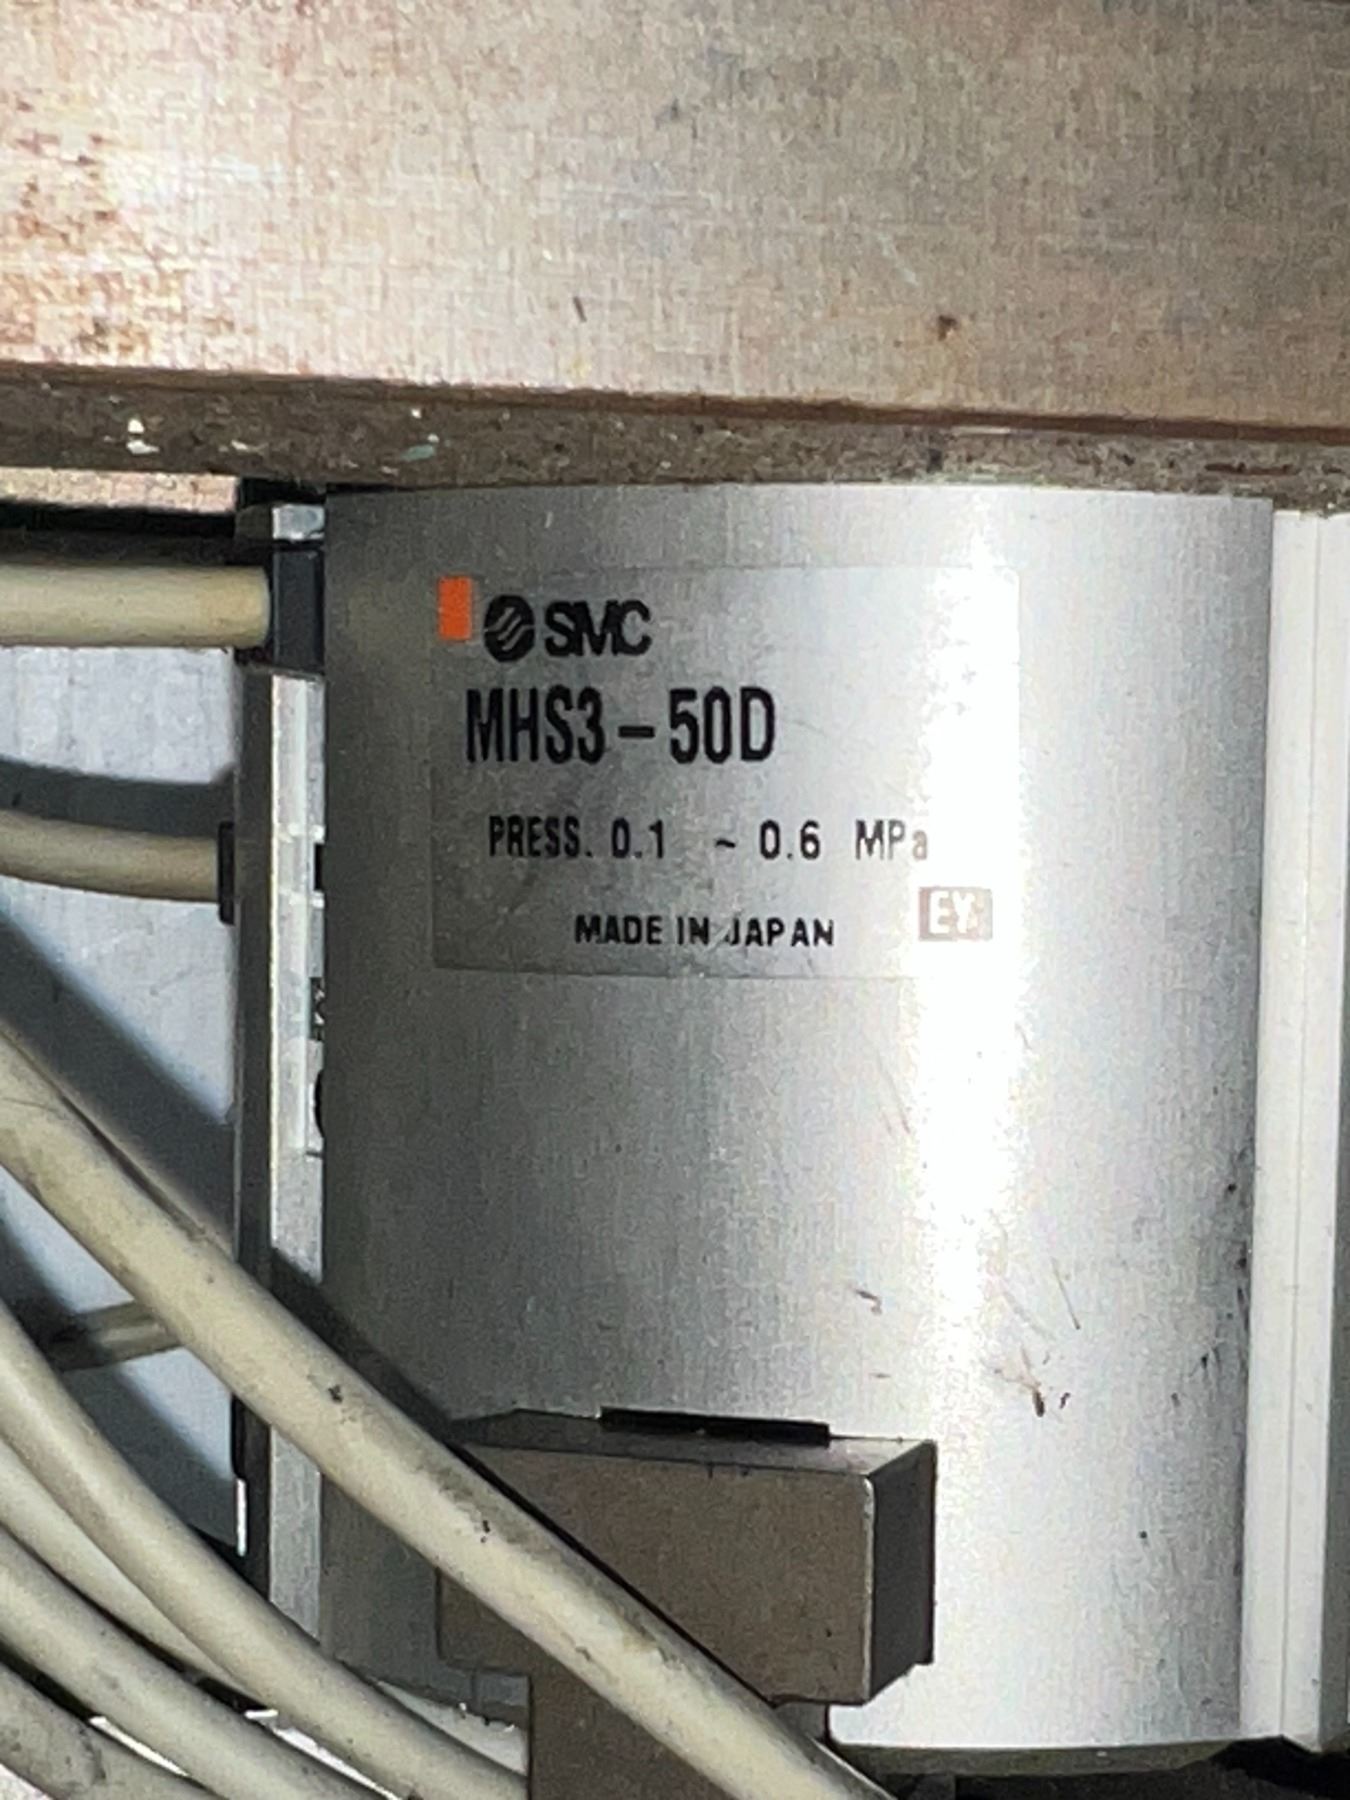 SMC
MHS3-50D
PRESS. 0.1 ~ 0.6 MPa
MADE IN JAPAN